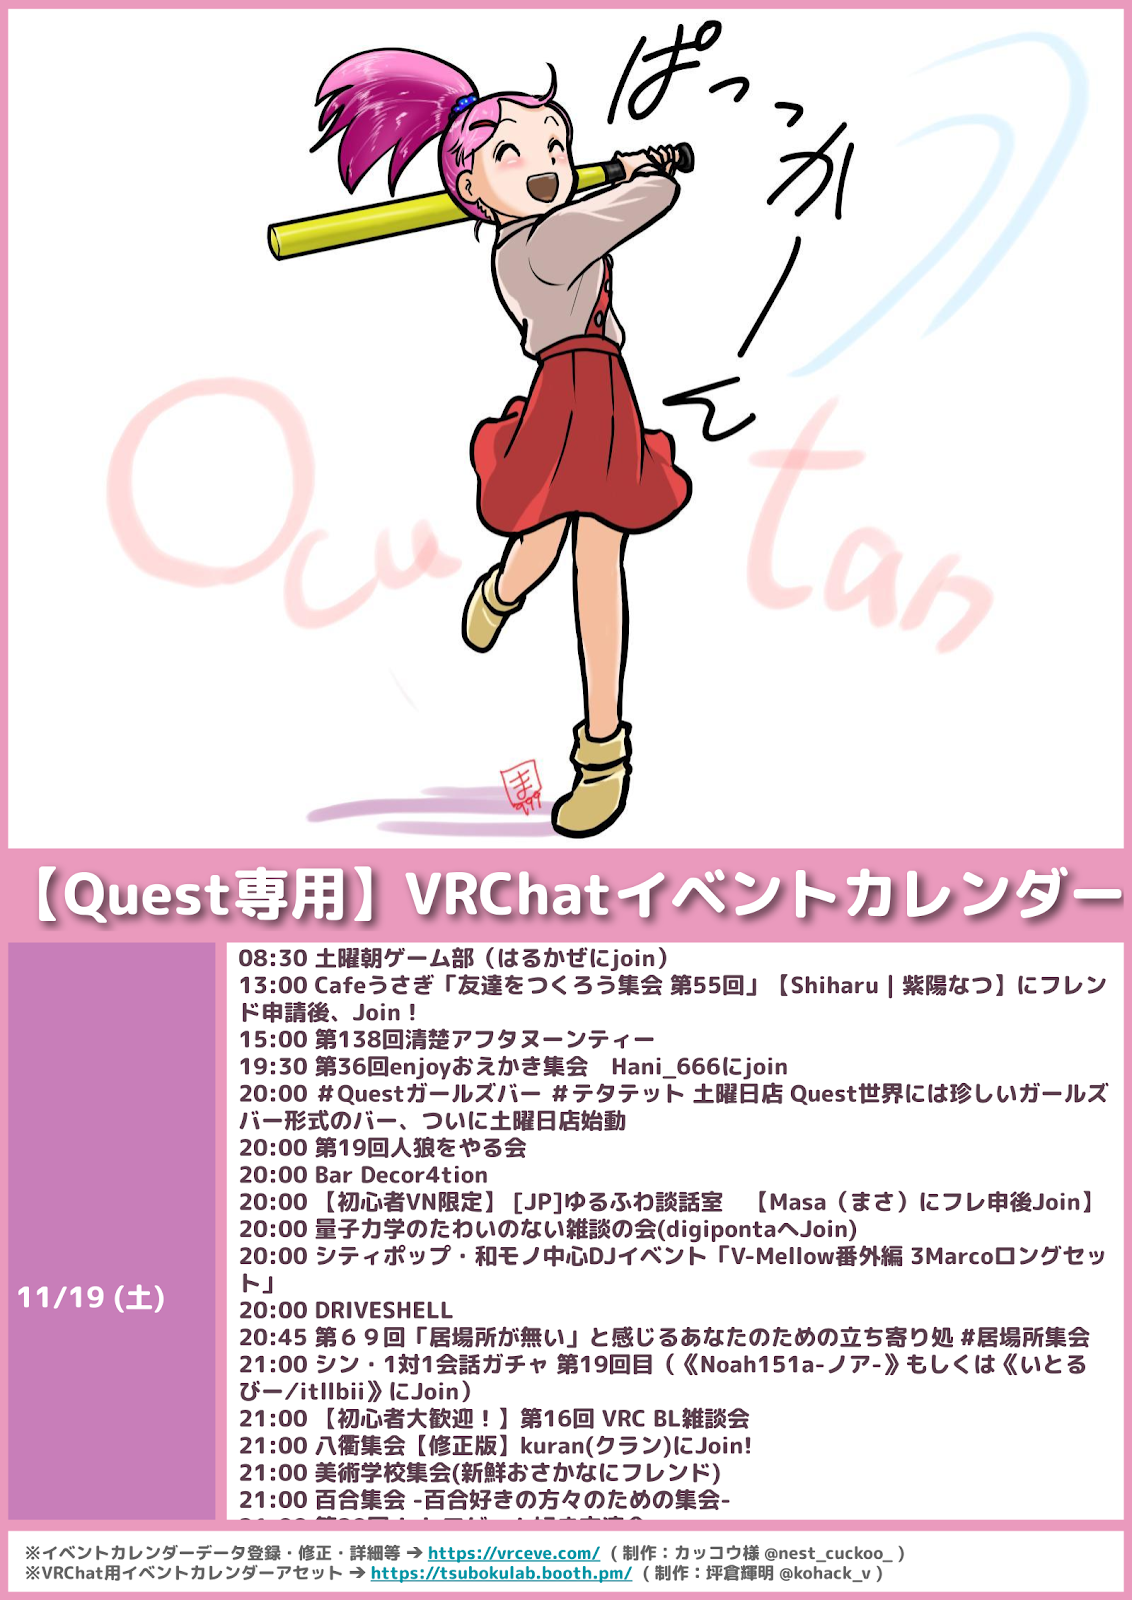 ぱっっかーーん
Ocu tan
ま
999
【Quest専用】VRChatイベントカレンダー
11/19 (土)
08:30 土曜朝ゲーム部（はるかぜにjoin）
13:00 Cafeうさぎ「友達をつくろう集会 第55回」【Shiharu | 紫陽なつ】にフレン
ド申請後、Join！
15:00 第138回清楚アフタヌーンティー
19:30 第36回enjoyおえかき集会　Hani_666にjoin
20:00 ＃Questガールズバー ＃テタテット 土曜日店 Quest世界には珍しいガールズ
バー形式のバー、ついに土曜日店始動
20:00 第19回人狼をやる会
20:00 Bar Decor4tion
20:00 【初心者VN限定】 [JP]ゆるふわ談話室　【Masa（まさ）にフレ申後Join】
20:00 量子力学のたわいのない雑談の会(digipontaへJoin)
20:00 シティポップ・和モノ中心DJイベント「V-Mellow番外編 3Marcoロングセッ
ト」
20:00 DRIVESHELL
20:45 第６９回「居場所が無い」と感じるあなたのための立ち寄り処 #居場所集会
21:00 シン・1対1会話ガチャ 第19回目（《Noah151a-ノア-》もしくは《いとる
びー/itllbii》にJoin）
21:00 【初心者大歓迎！】第16回 VRC BL雑談会
21:00 八衢集会【修正版】kuran(クラン)にJoin!
21:00 美術学校集会(新鮮おさかなにフレンド)
21:00 百合集会 -百合好きの方々のための集会-
※イベントカレンダーデータ登録・修正・詳細等 ➔ https://vrceve.com/ （ 制作：カッコウ様 @nest_cuckoo_ ）
※VRChat用イベントカレンダーアセット ➔ https://tsubokulab.booth.pm/ （ 制作：坪倉輝明 @kohack_v ）